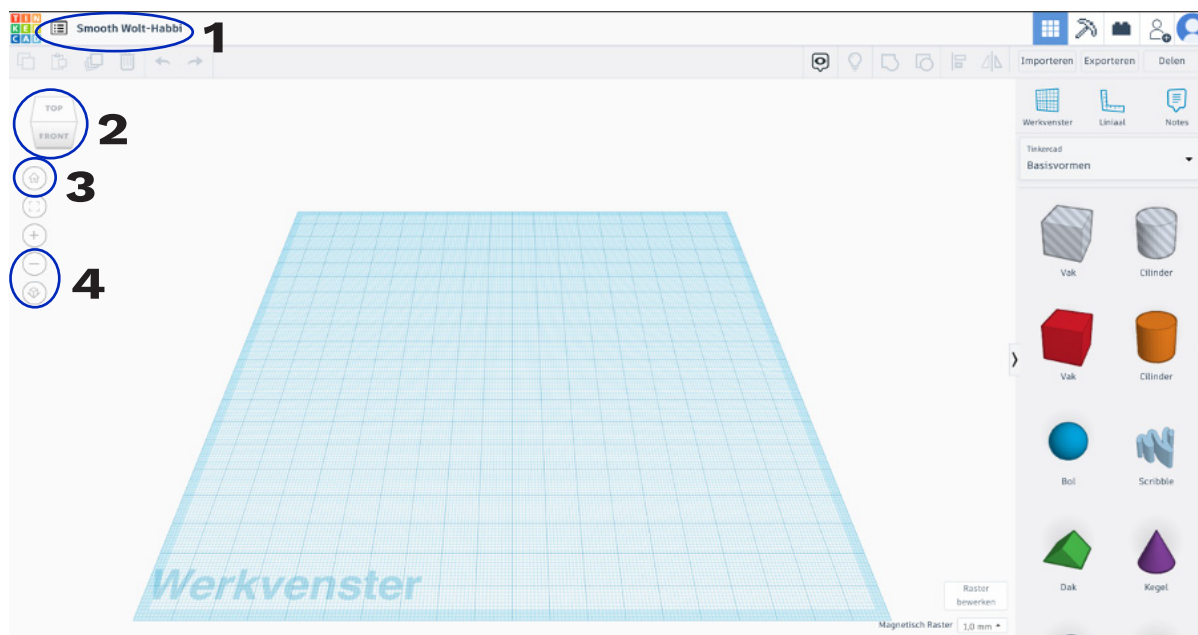 TIN
KER
CAD
Smooth Wolt-Habbi
1
Importeren Exporteren Delen
TOP
FRONT
2
3
4
Werkvenster Liniaal Notes
Tinkercad
Basisvormen
Vak Cilinder
Vak Cilinder
Bol Scribble
Dak Kegel
Werkvenster
Raster
bewerken
Magnetisch Raster 1,0 mm